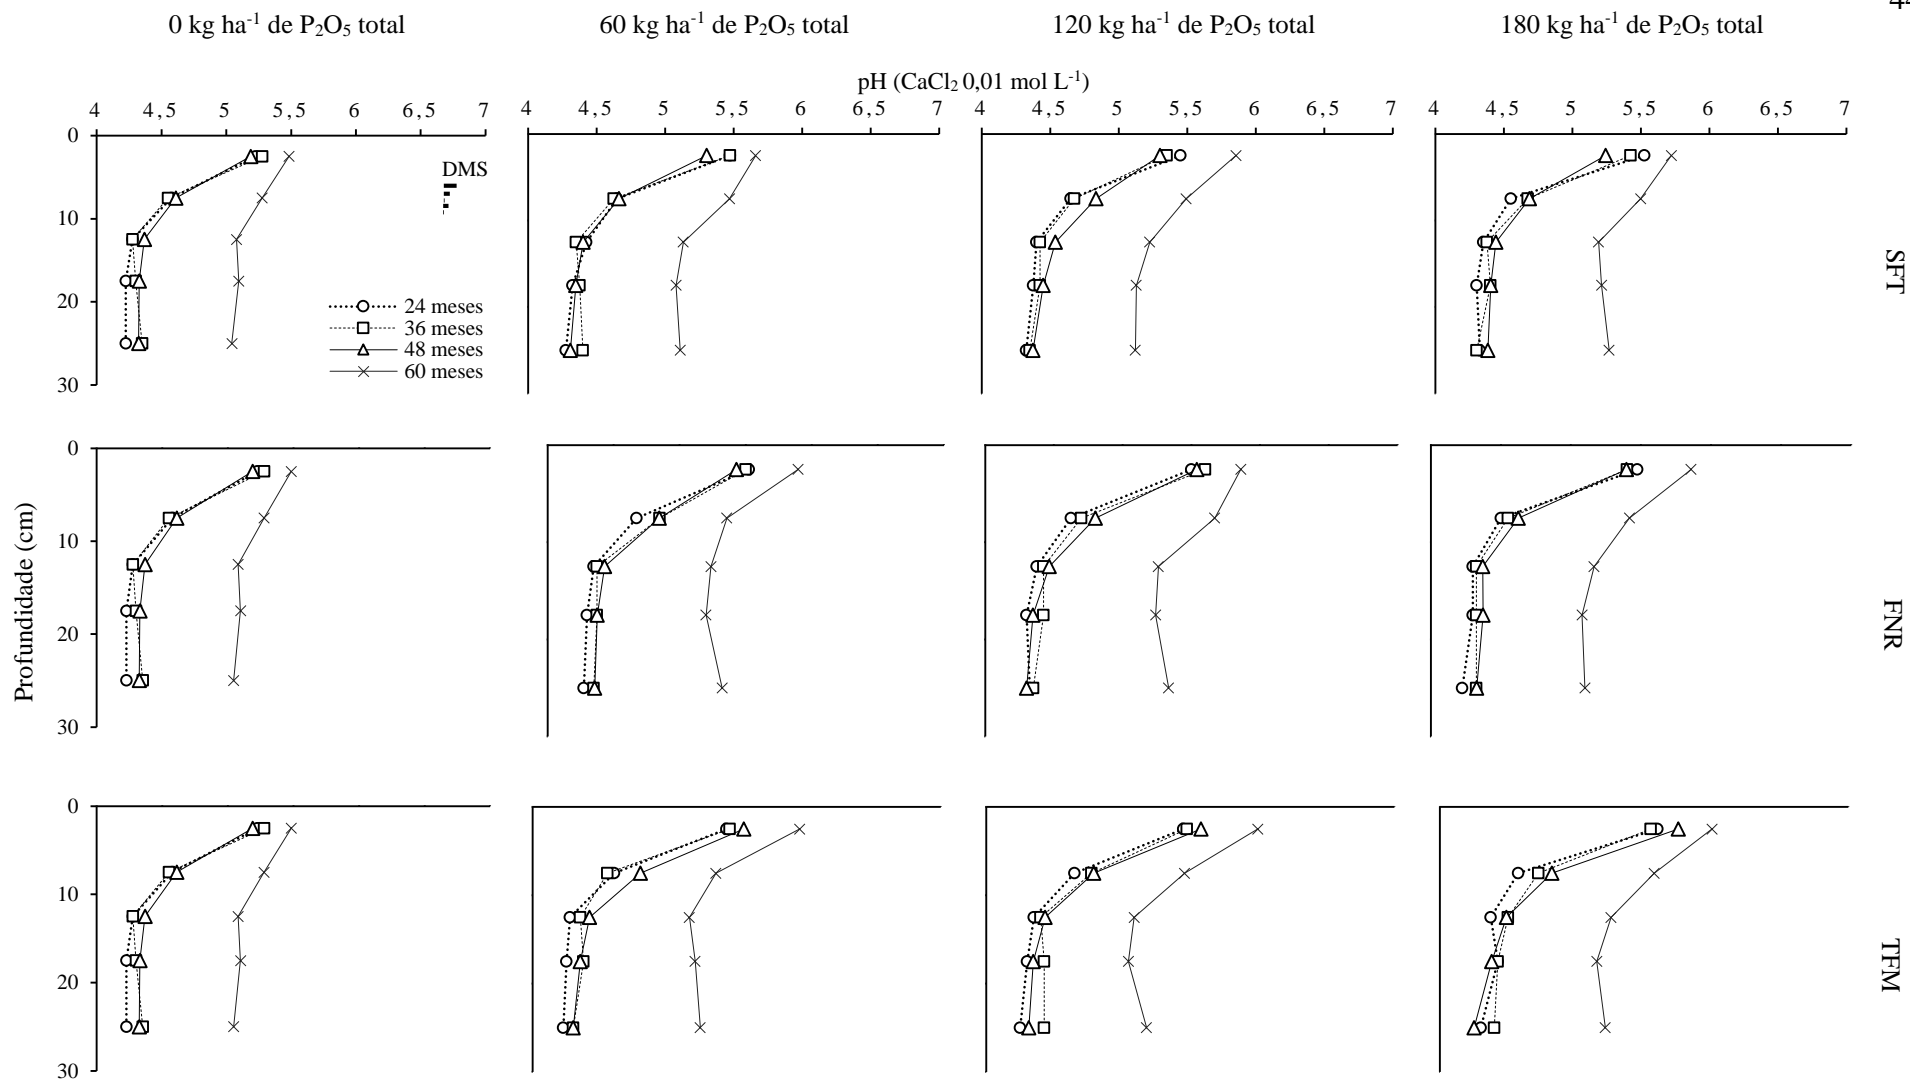 44
0 kg ha⁻¹ de P₂O₅ total 60 kg ha⁻¹ de P₂O₅ total 120 kg ha⁻¹ de P₂O₅ total 180 kg ha⁻¹ de P₂O₅ total
pH (CaCl₂ 0,01 mol L⁻¹)
4 4,5 5 5,5 6 6,5 7 4 4,5 5 5,5 6 6,5 7 4 4,5 5 5,5 6 6,5 7 4 4,5 5 5,5 6 6,5 7
0
DMS
10
20
24 meses
36 meses
48 meses
60 meses
30
SFT
Profundidade (cm)
0
10
20
30
FNR
0
10
20
30
TFM